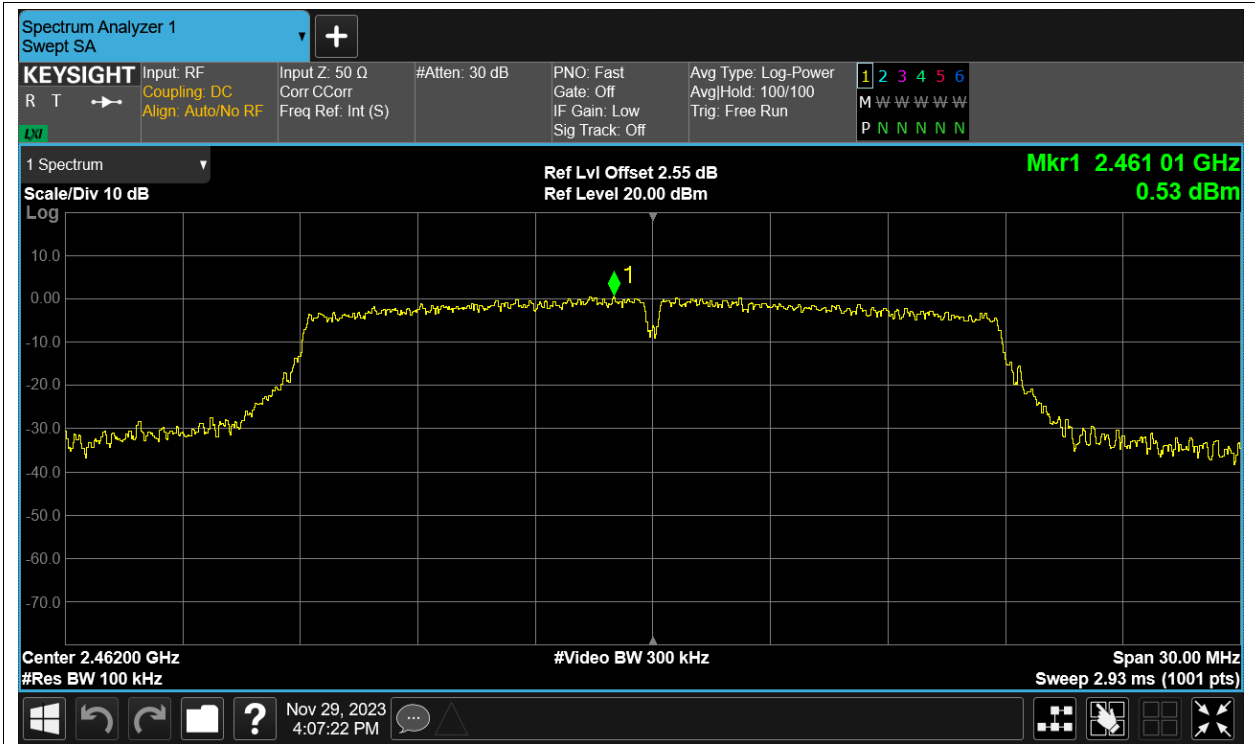 Spectrum Analyzer 1
Swept SA
KEYSIGHT
R T
LXI
Input: RF
Coupling: DC
Align: Auto/No RF
Input Z: 50 Ω
Corr CCorr
Freq Ref: Int (S)
#Atten: 30 dB
PNO: Fast
Gate: Off
IF Gain: Low
Sig Track: Off
Avg Type: Log-Power
Avg|Hold: 100/100
Trig: Free Run
1 2 3 4 5 6
M W W W W W
P N N N N N
1 Spectrum
Scale/Div 10 dB
Ref Lvl Offset 2.55 dB
Ref Level 20.00 dBm
Mkr1 2.461 01 GHz
0.53 dBm
Log
10.0
0.00
-10.0
-20.0
-30.0
-40.0
-50.0
-60.0
-70.0
1
Center 2.46200 GHz
#Res BW 100 kHz
#Video BW 300 kHz
Span 30.00 MHz
Sweep 2.93 ms (1001 pts)
?
Nov 29, 2023
4:07:22 PM